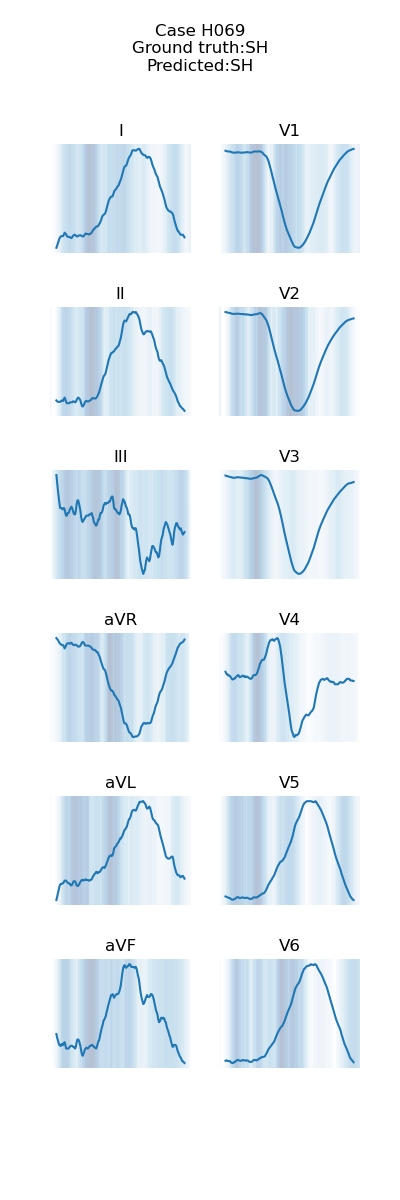 Case H069
Ground truth:SH
Predicted:SH
I
V1
II
V2
III
V3
aVR
V4
aVL
V5
aVF
V6